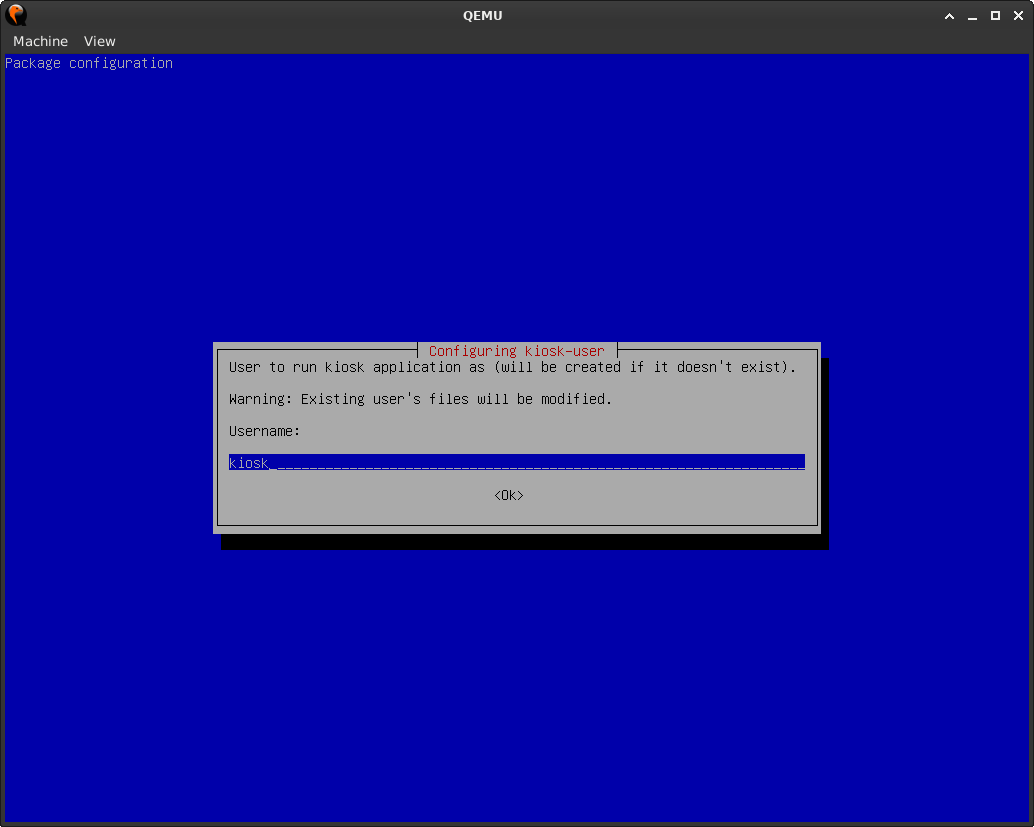 QEMU
Machine View
Package configuration
Configuring kiosk-user
User to run kiosk application as (will be created if it doesn't exist).
Warning: Existing user's files will be modified.
Username:
kiosk
<Ok>